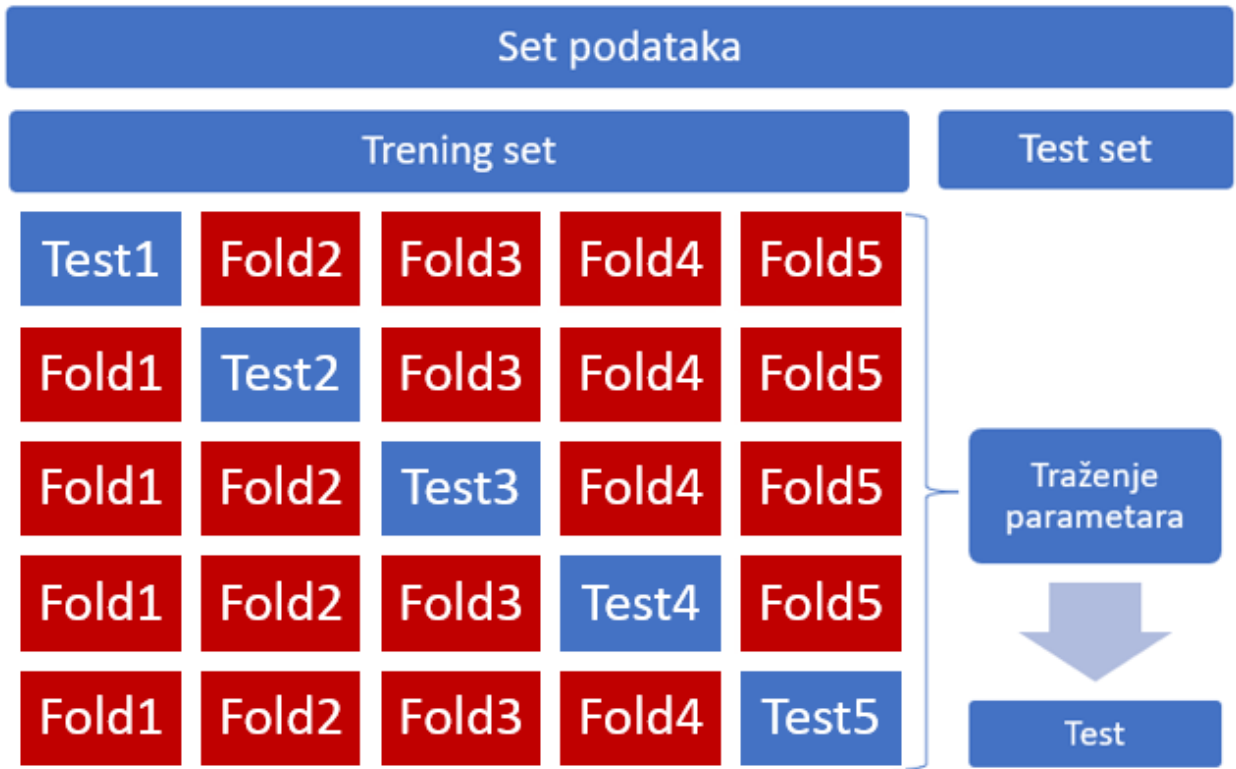 Set podataka
Trening set
Test set
Test1 Fold2 Fold3 Fold4 Fold5
Fold1 Test2 Fold3 Fold4 Fold5
Fold1 Fold2 Test3 Fold4 Fold5
Fold1 Fold2 Fold3 Test4 Fold5
Fold1 Fold2 Fold3 Fold4 Test5
Traženje
parametara
Test